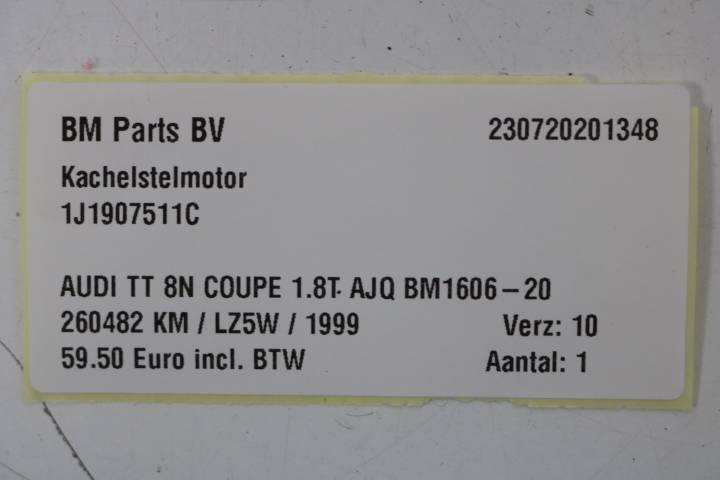 BM Parts BV 230720201348
Kachelstelmotor
1J1907511C
AUDI TT 8N COUPE 1.8T AJQ BM1606-20
260482 KM / LZ5W / 1999 Verz: 10
59.50 Euro incl. BTW Aantal: 1